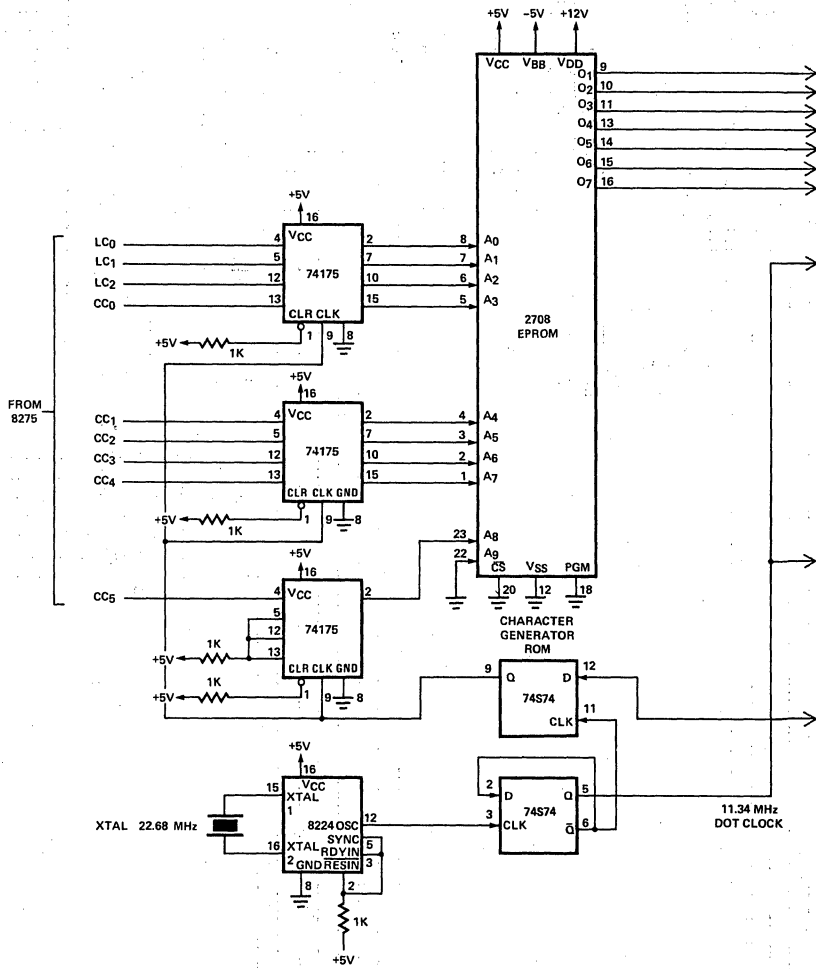 +5V -5V +12V
VCC VBB VDD
O1 9
O2 10
O3 11
O4 13
O5 14
O6 15
O7 16
+5V
16
LC0 4 VCC 2 8 A0
LC1 5 7 7 A1
74175
LC2 12 10 6 A2
CC0 13 15 5 A3
CLR CLK
+5V 1K 1 9 8
2708
EPROM
+5V
16
FROM
8275
CC1 4 VCC 2 4 A4
CC2 5 7 3 A5
74175
CC3 12 10 2 A6
CC4 13 15 1 A7
CLR CLK GND
+5V 1K 1 9 8
23 A8
22 A9
+5V
16
CS VSS PGM
20 12 18
CC5 4 VCC 2
5
12 74175
1K
+5V 13
CLR CLK GND
1K
+5V 1 9 8
CHARACTER
GENERATOR
ROM
9 Q D 12
74S74
CLK 11
+5V
16
VCC
15 XTAL
1
XTAL 22.68 MHz
8224 OSC 12
SYNC
16 XTAL RDYIN 5
2 GND RESIN 3
8 2
1K
+5V
2 D Q 5
74S74
3 CLK Q 6
11.34 MHz
DOT CLOCK